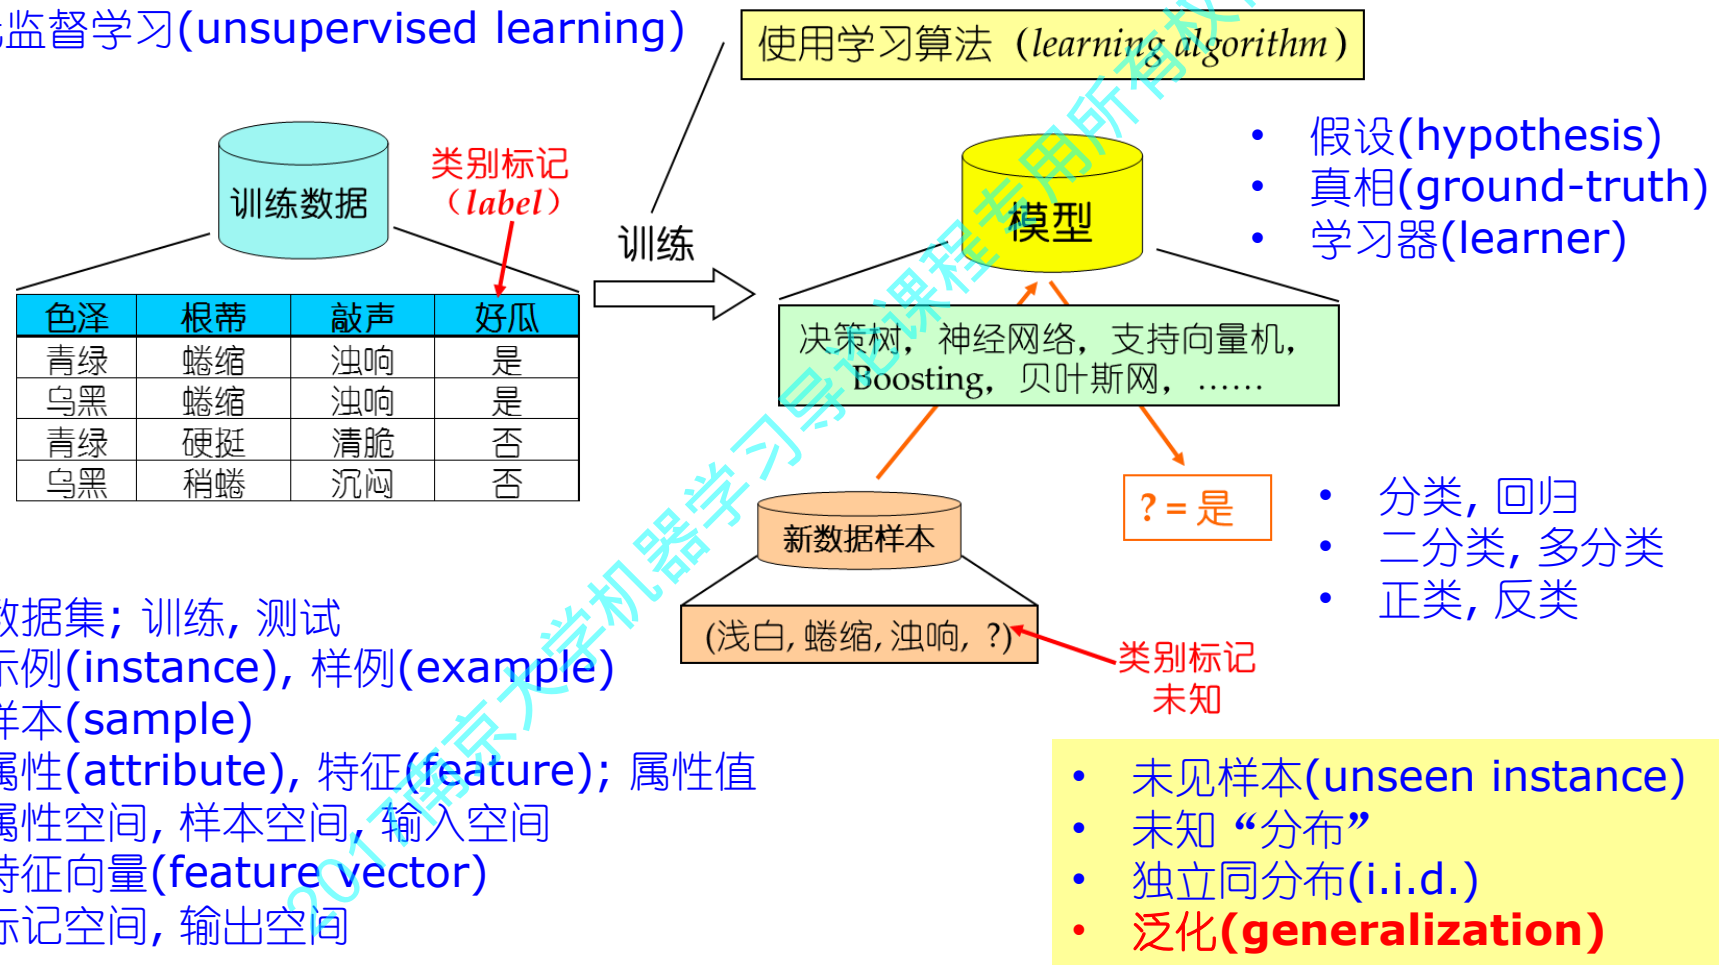 监督学习(unsupervised learning)
使用学习算法（learning algorithm）
训练数据
类别标记
（label）
训练
模型
• 假设(hypothesis)
• 真相(ground-truth)
• 学习器(learner)
色泽 根蒂 敲声 好瓜
青绿 蜷缩 浊响 是
乌黑 蜷缩 浊响 是
青绿 硬挺 清脆 否
乌黑 稍蜷 沉闷 否
决策树，神经网络，支持向量机，
Boosting，贝叶斯网，……
新数据样本
(浅白, 蜷缩, 浊响, ?)
? = 是
类别标记
未知
• 分类, 回归
• 二分类, 多分类
• 正类, 反类
数据集; 训练, 测试
示例(instance), 样例(example)
样本(sample)
属性(attribute), 特征(feature); 属性值
属性空间, 样本空间, 输入空间
特征向量(feature vector)
标记空间, 输出空间
• 未见样本(unseen instance)
• 未知“分布”
• 独立同分布(i.i.d.)
• 泛化(generalization)
2017南京大学机器学习导论课程专用所有权